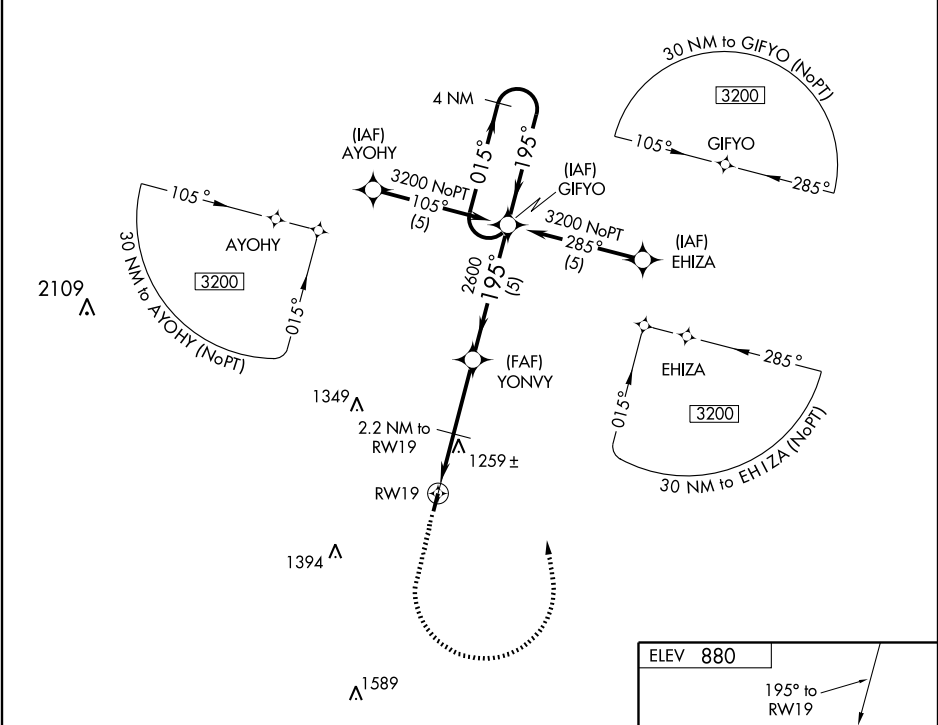 30 NM to GIFYO (NoPT)
3200
105°
GIFYO
285°
4 NM
015°
195°
(IAF)
AYOHY
3200 NoPT
105°
(5)
(IAF)
GIFYO
3200 NoPT
285°
(5)
(IAF)
EHIZA
105°
AYOHY
3200
015°
30 NM to AYOHY (NoPT)
2109
2600
195°
(5)
(FAF)
YONVY
EHIZA
285°
015°
3200
30 NM to EHIZA (NoPT)
1349
2.2 NM to
RW19
1259 ±
RW19
1394
1589
ELEV 880
195° to
RW19